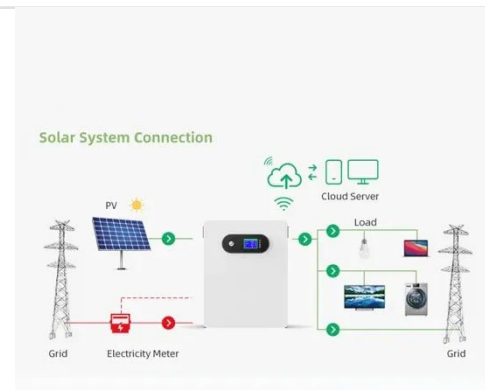 Solar System Connection
Cloud Server
PV
Load
Grid
Electricity Meter
Grid